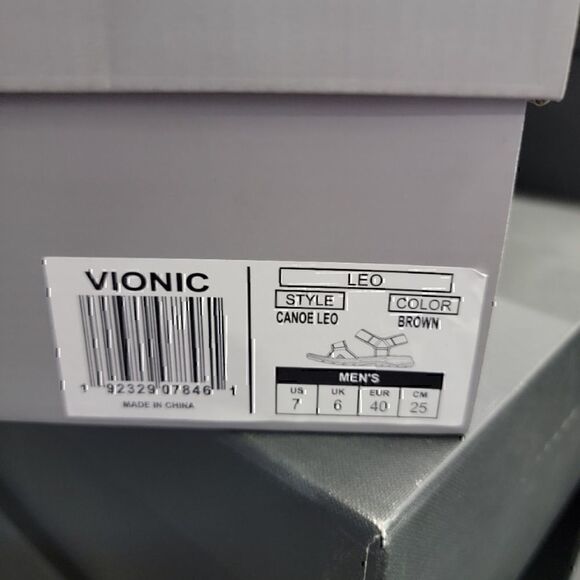 VIONIC
1 92329 07846 1
MADE IN CHINA
LEO
STYLE COLOR
CANOE LEO BROWN
MEN'S
US UK EUR CM
7 6 40 25